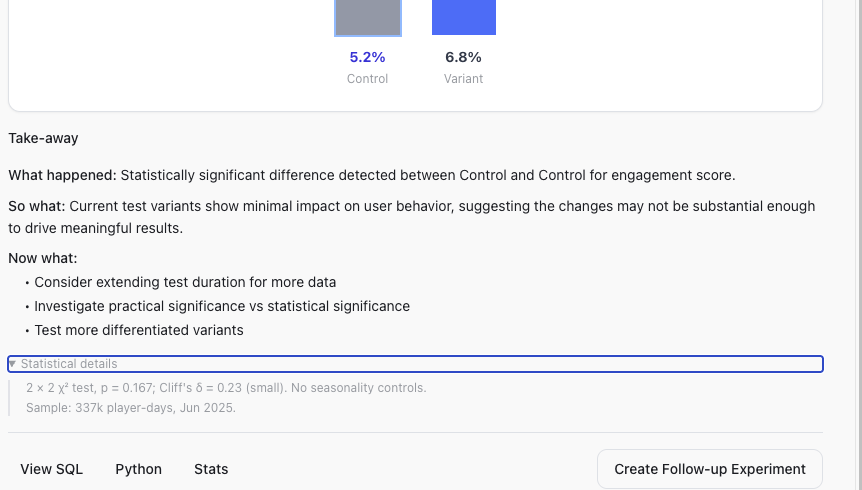 5.2%
6.8%
Control
Variant
Take-away
What happened: Statistically significant difference detected between Control and Control for engagement score.
So what: Current test variants show minimal impact on user behavior, suggesting the changes may not be substantial enough
to drive meaningful results.
Now what:
• Consider extending test duration for more data
• Investigate practical significance vs statistical significance
• Test more differentiated variants
▼ Statistical details
2 × 2 χ² test, p = 0.167; Cliff's δ = 0.23 (small). No seasonality controls.
Sample: 337k player-days, Jun 2025.
View SQL
Python
Stats
Create Follow-up Experiment